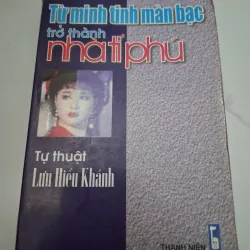 Từ minh tinh màn bạc
trở thành
nhà tỉ phú
Tự thuật
Lưu Hiểu Khánh
THANH NIÊN